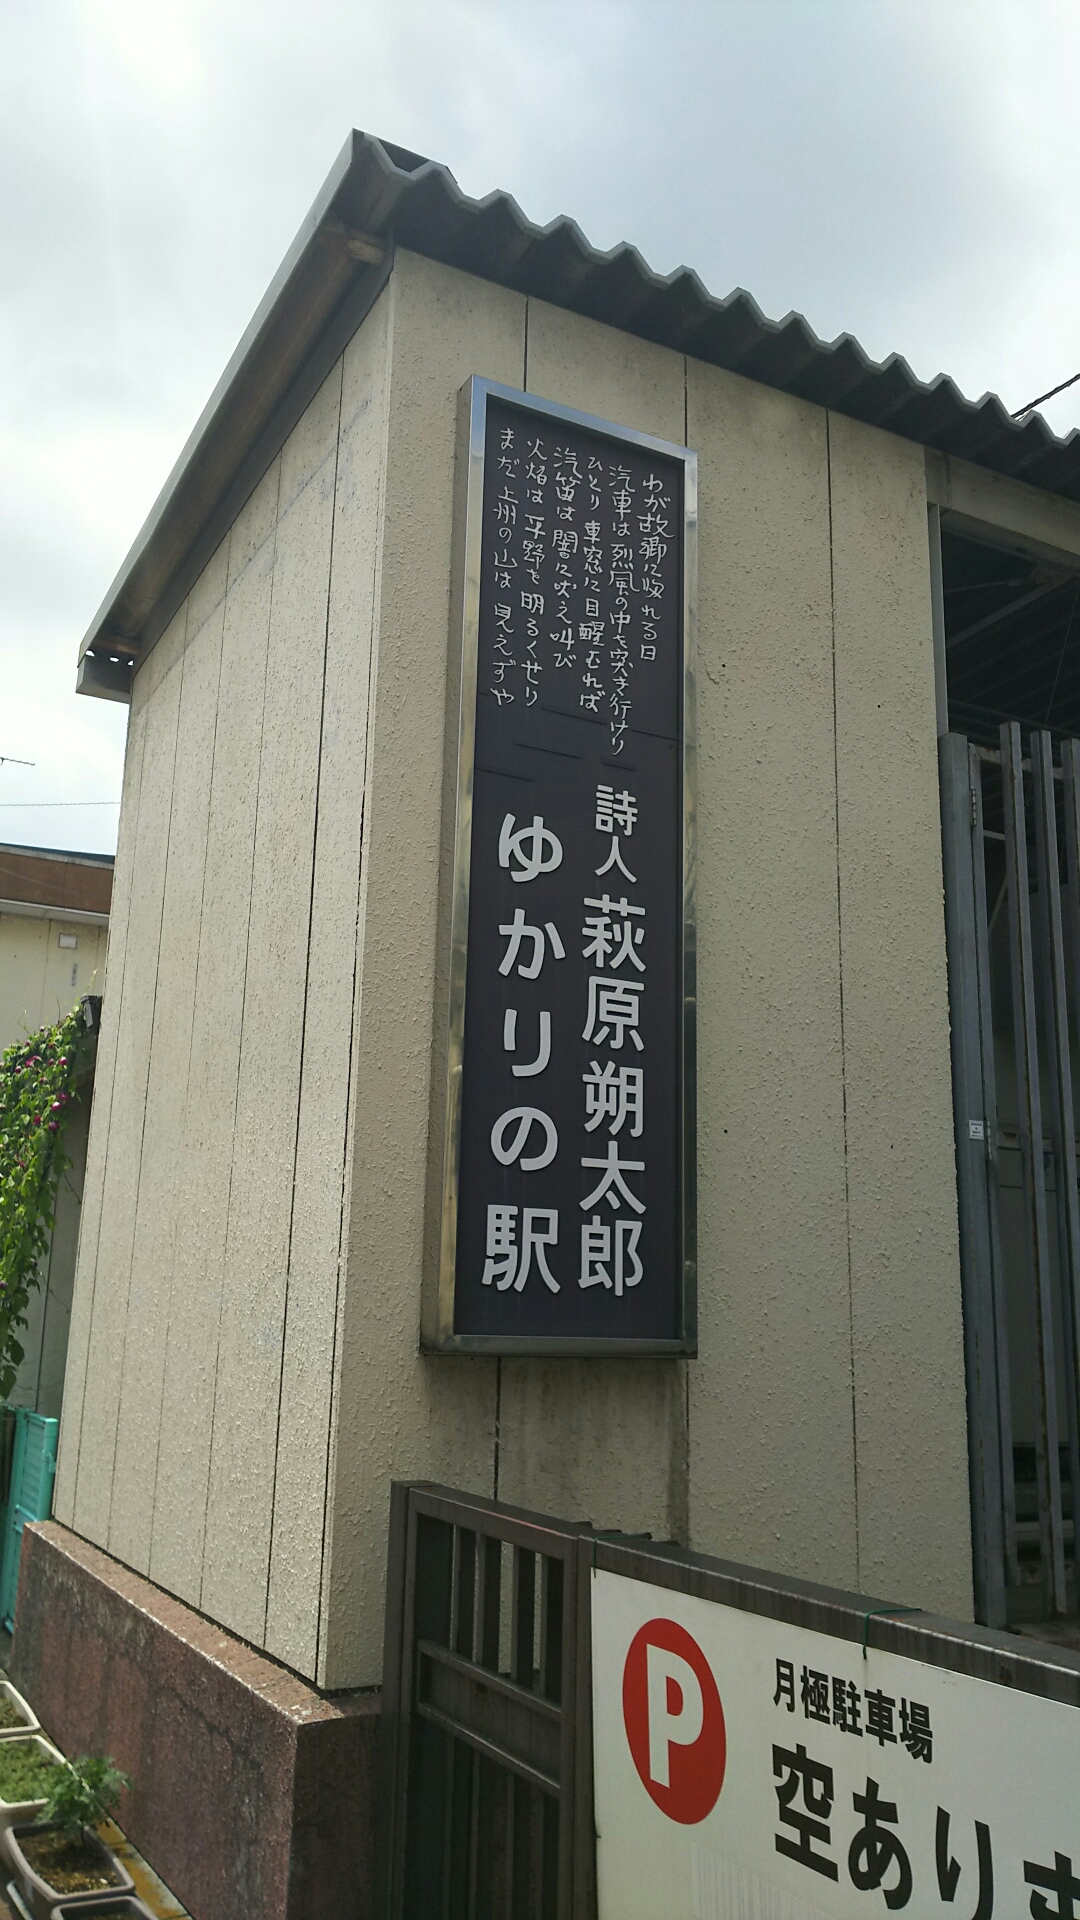 わが故郷に帰れる日
汽車は烈風の中を突き行けり
ひとり車窓に目醒むれば
汽笛は闇に吠え叫び
火焔は平野を明るくせり
まだ上州の山は見えずや
詩人 萩原朔太郎
ゆかりの駅
P
月極駐車場
空あり